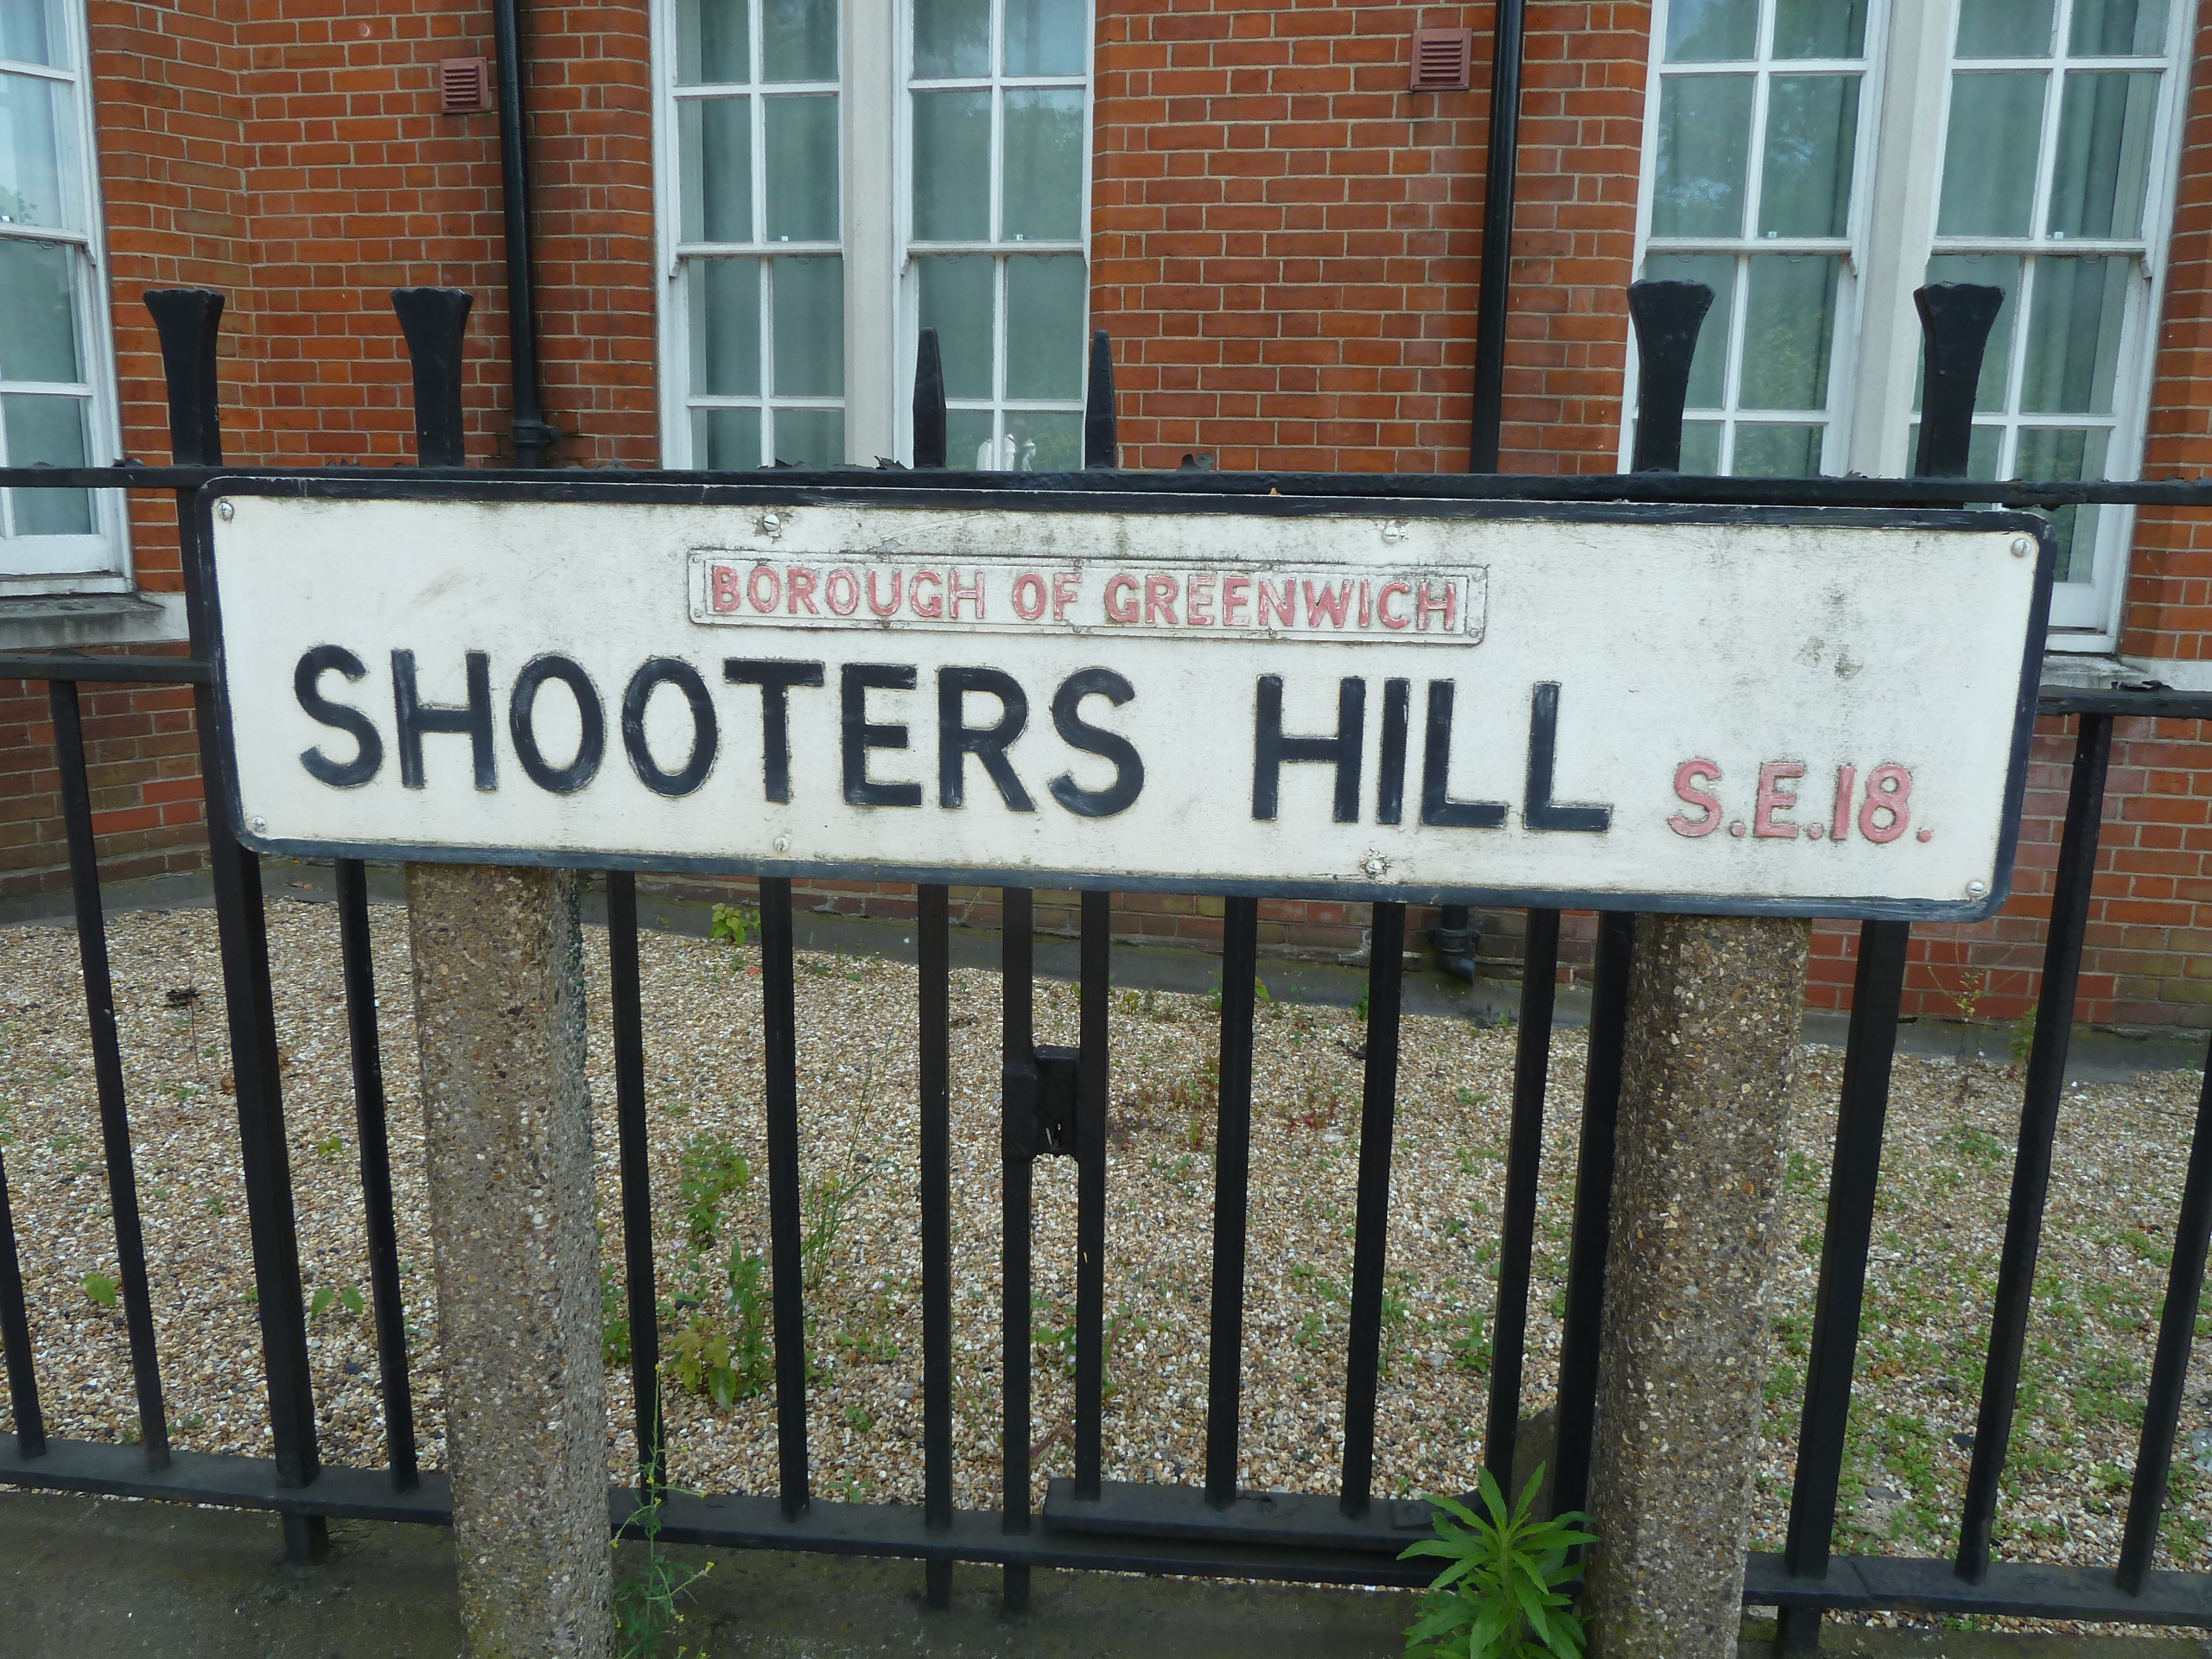 BOROUGH OF GREENWICH
SHOOTERS HILL S.E.18.